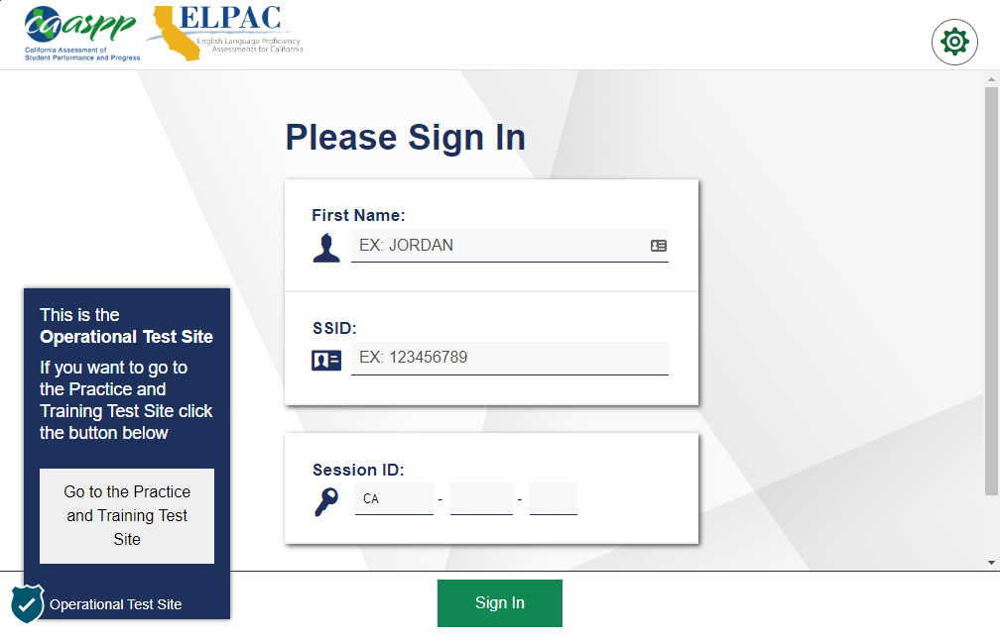 caaspp
California Assessment of
Student Performance and Progress
ELPAC
English Language Proficiency
Assessments for California
Please Sign In
First Name:
EX: JORDAN
SSID:
EX: 123456789
Session ID:
CA - -
This is the
Operational Test Site
If you want to go to
the Practice and
Training Test Site click
the button below
Go to the Practice
and Training Test
Site
Operational Test Site
Sign In